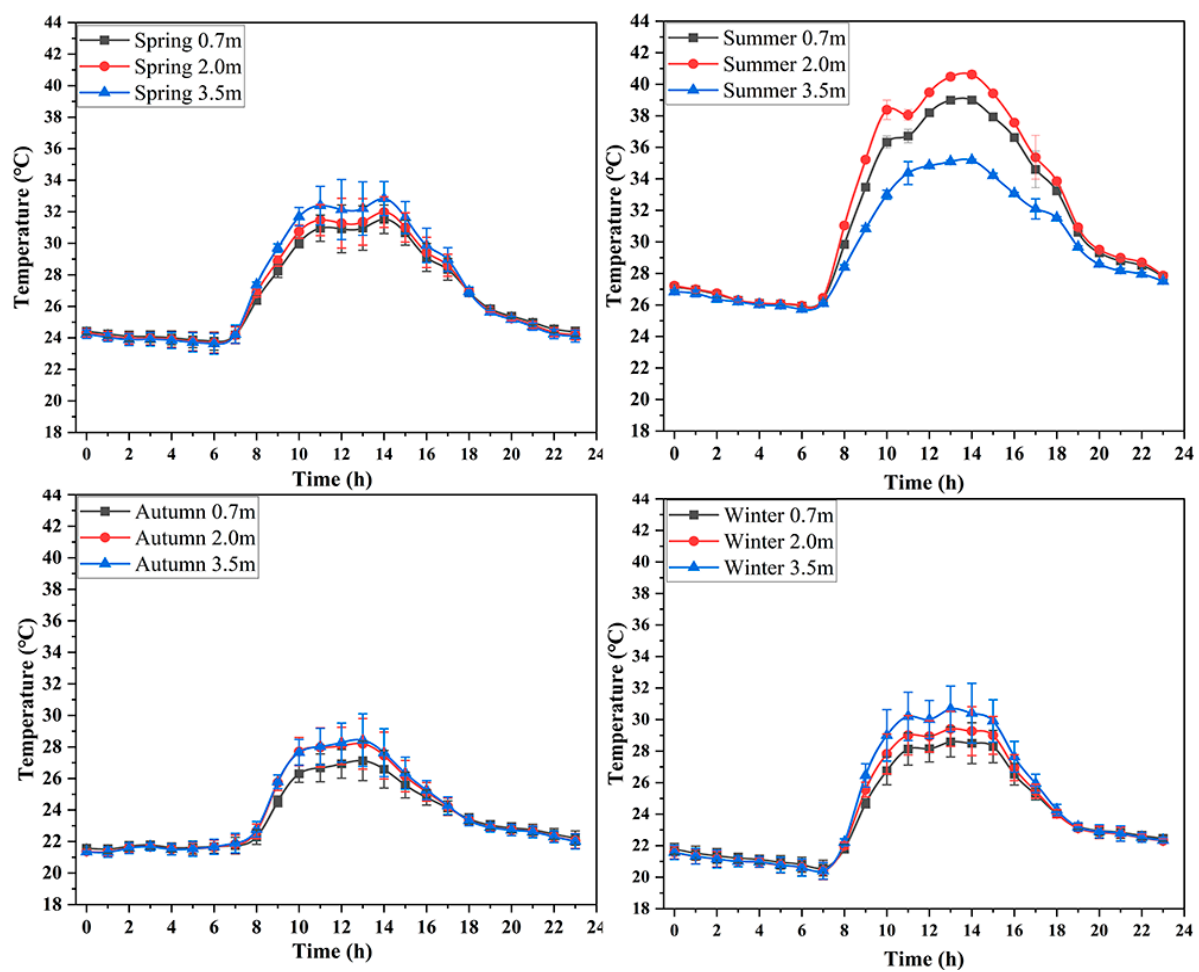 Spring 0.7m
Spring 2.0m
Spring 3.5m
Temperature (°C)
44
42
40
38
36
34
32
30
28
26
24
22
20
18
0 2 4 6 8 10 12 14 16 18 20 22 24
Time (h)
Summer 0.7m
Summer 2.0m
Summer 3.5m
Temperature (°C)
44
42
40
38
36
34
32
30
28
26
24
22
20
18
0 2 4 6 8 10 12 14 16 18 20 22 24
Time (h)
Autumn 0.7m
Autumn 2.0m
Autumn 3.5m
Temperature (°C)
44
42
40
38
36
34
32
30
28
26
24
22
20
18
0 2 4 6 8 10 12 14 16 18 20 22 24
Time (h)
Winter 0.7m
Winter 2.0m
Winter 3.5m
Temperature (°C)
44
42
40
38
36
34
32
30
28
26
24
22
20
18
0 2 4 6 8 10 12 14 16 18 20 22 24
Time (h)